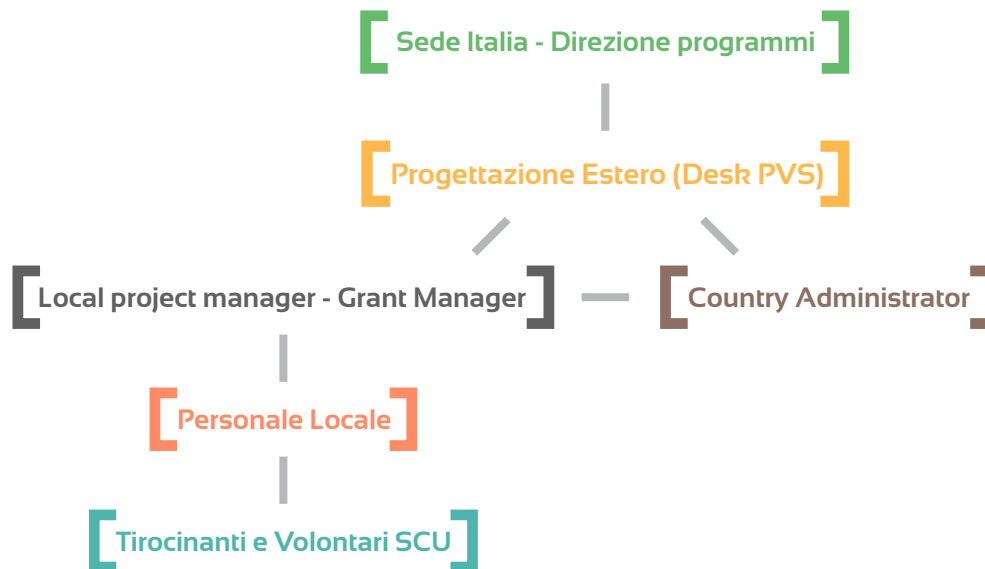 Sede Italia - Direzione programmi
Progettazione Estero (Desk PVS)
Local project manager - Grant Manager
Country Administrator
Personale Locale
Tirocinanti e Volontari SCU